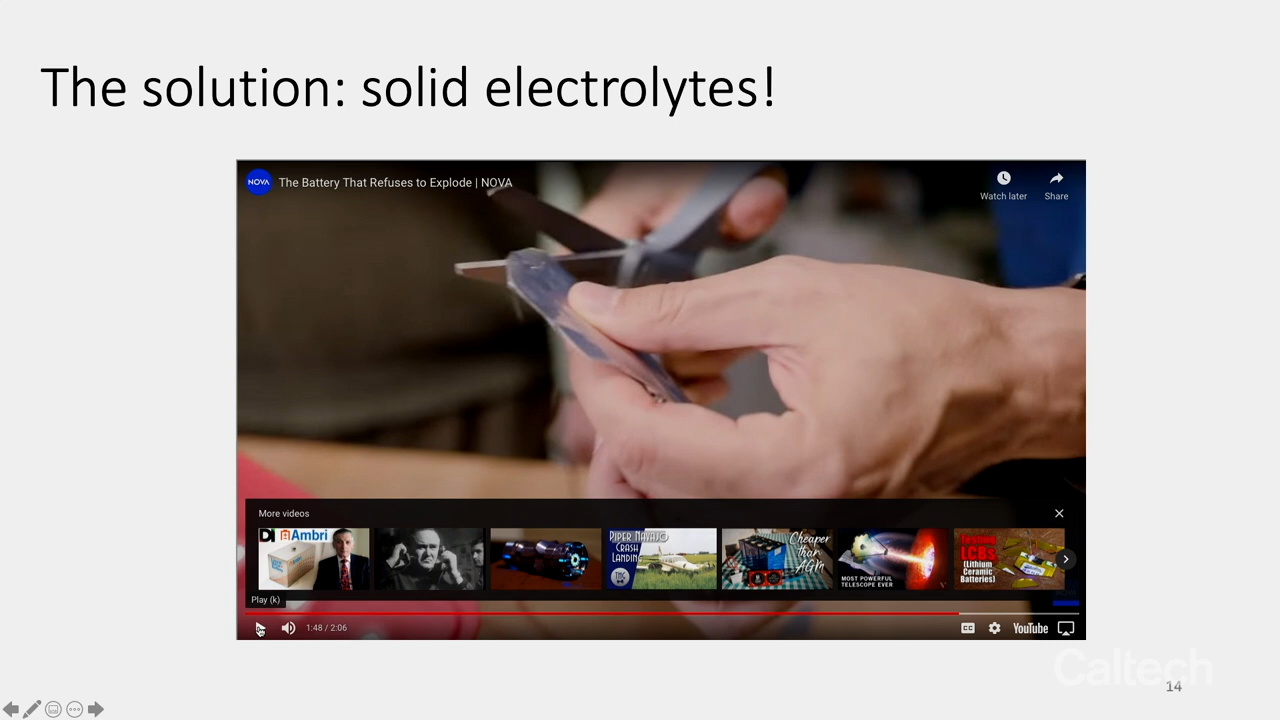 The solution: solid electrolytes!
NOVA
The Battery That Refuses to Explode | NOVA
Watch later
Share
More videos
Ambri
PIPER NAVAJO
CRASH
LANDING
Cheaper
than
AGM
MOST POWERFUL
TELESCOPE EVER
Testing
LCBs
(Lithium
Ceramic
Batteries)
Play (k)
1:48 / 2:06
CC
YouTube
Caltech
14